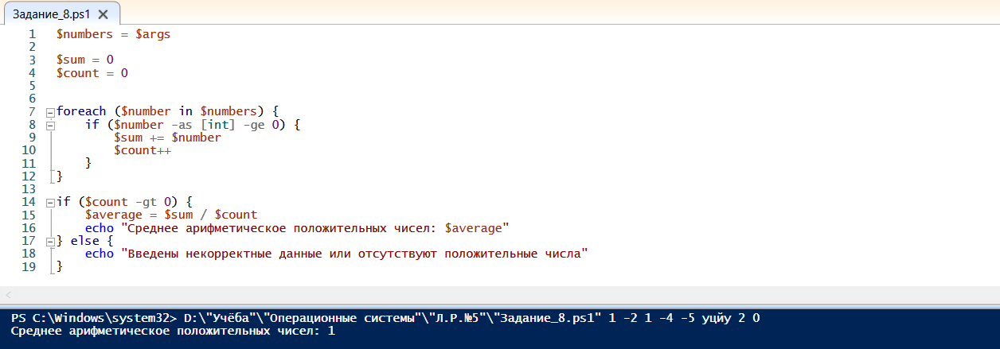 Задание_8.ps1
1 $numbers = $args
2
3 $sum = 0
4 $count = 0
5
6
7 foreach ($number in $numbers) {
8 if ($number -as [int] -ge 0) {
9 $sum += $number
10 $count++
11 }
12 }
13
14 if ($count -gt 0) {
15 $average = $sum / $count
16 echo "Среднее арифметическое положительных чисел: $average"
17 } else {
18 echo "Введены некорректные данные или отсутствуют положительные числа"
19 }
PS C:\Windows\system32> D:\"Учёба"\"Операционные системы"\"Л.Р.№5"\"Задание_8.ps1" 1 -2 1 -4 -5 уцйу 2 0
Среднее арифметическое положительных чисел: 1